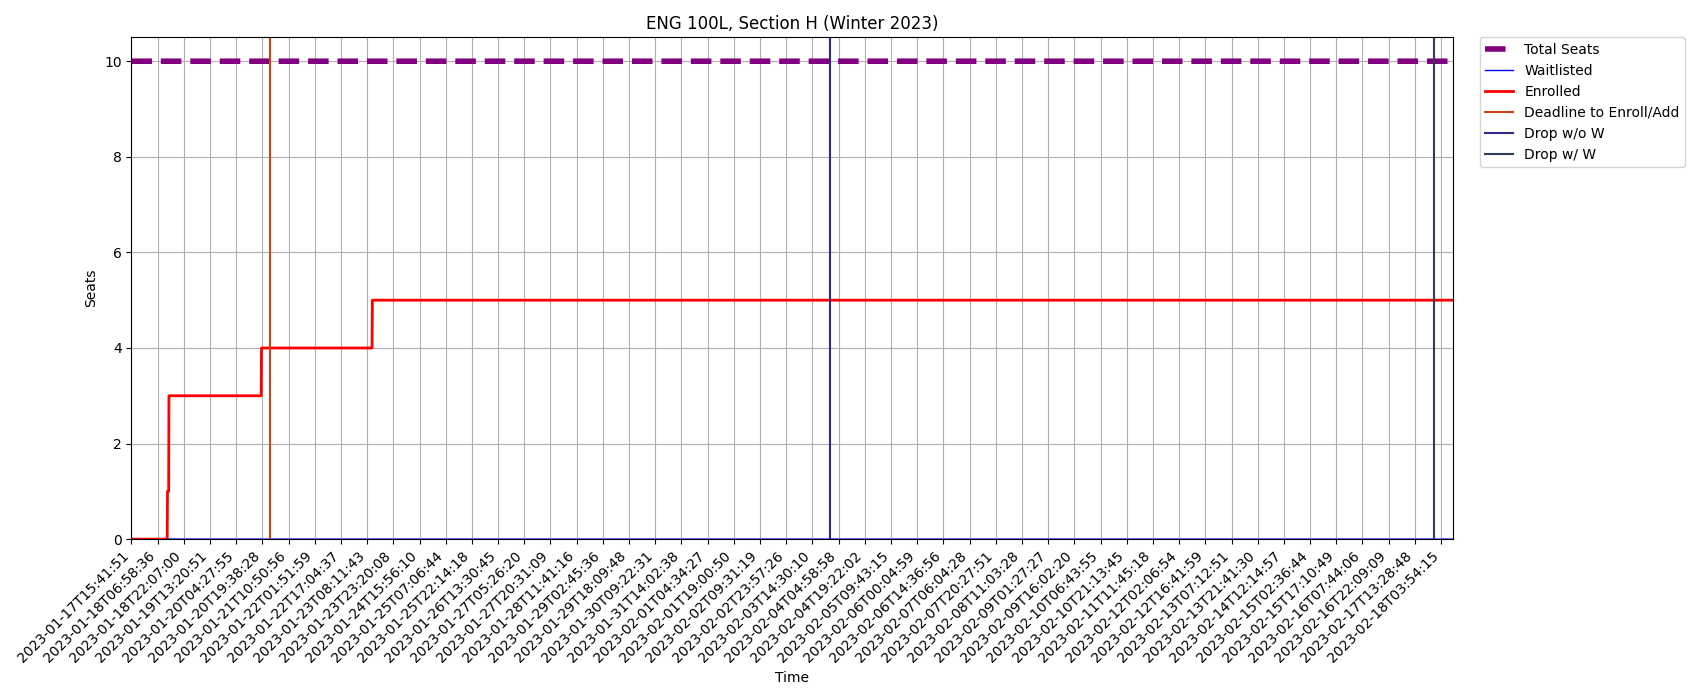 ENG 100L, Section H (Winter 2023)
Total Seats
Waitlisted
Enrolled
Deadline to Enroll/Add
Drop w/o W
Drop w/ W
Seats
10
8
6
4
2
0
2023-01-17T15:41:51
2023-01-18T06:58:36
2023-01-18T22:07:00
2023-01-19T13:20:51
2023-01-20T04:27:55
2023-01-20T19:38:28
2023-01-21T10:50:56
2023-01-22T01:51:59
2023-01-22T17:04:37
2023-01-23T08:11:43
2023-01-23T23:20:08
2023-01-24T15:56:10
2023-01-25T07:06:44
2023-01-25T22:14:18
2023-01-26T13:30:45
2023-01-27T05:26:20
2023-01-27T20:31:09
2023-01-28T11:41:16
2023-01-29T02:45:36
2023-01-29T18:09:48
2023-01-30T09:22:31
2023-01-31T14:02:38
2023-02-01T04:34:27
2023-02-01T19:00:50
2023-02-02T09:31:19
2023-02-02T23:57:26
2023-02-03T14:30:10
2023-02-04T04:58:58
2023-02-04T19:22:02
2023-02-05T09:43:15
2023-02-06T00:04:59
2023-02-06T14:36:56
2023-02-07T06:04:28
2023-02-07T20:27:51
2023-02-08T11:03:28
2023-02-09T01:27:27
2023-02-09T16:02:20
2023-02-10T06:43:55
2023-02-10T21:13:45
2023-02-11T11:45:18
2023-02-12T02:06:54
2023-02-12T16:41:59
2023-02-13T07:12:51
2023-02-13T21:41:30
2023-02-14T12:14:57
2023-02-15T02:36:44
2023-02-15T17:10:49
2023-02-16T07:44:06
2023-02-16T22:09:09
2023-02-17T13:28:48
2023-02-18T03:54:15
Time